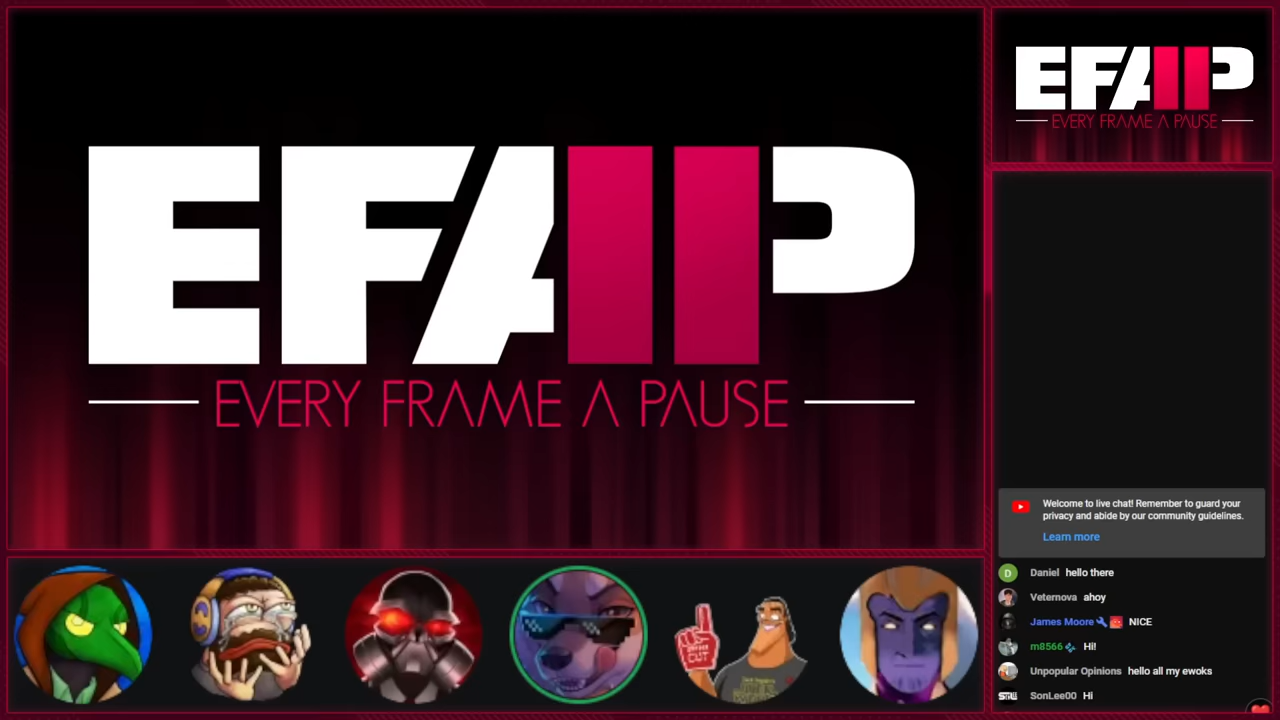 EFAP
EVERY FRAME A PAUSE
EFAP
EVERY FRAME A PAUSE
Welcome to live chat! Remember to guard your
privacy and abide by our community guidelines.
Learn more
D Daniel hello there
Veternova ahoy
James Moore NICE
m8566 Hi!
Unpopular Opinions hello all my ewoks
SonLee00 Hi